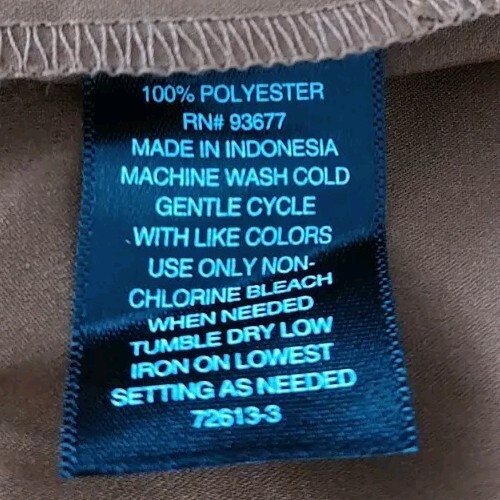 100% POLYESTER
RN# 93677
MADE IN INDONESIA
MACHINE WASH COLD
GENTLE CYCLE
WITH LIKE COLORS
USE ONLY NON-
CHLORINE BLEACH
WHEN NEEDED
TUMBLE DRY LOW
IRON ON LOWEST
SETTING AS NEEDED
72613-3